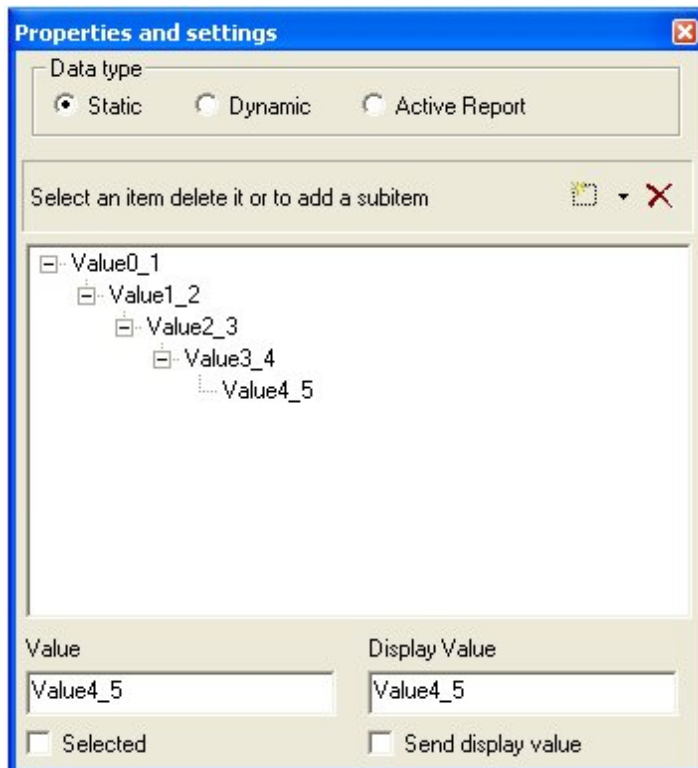 Properties and settings
Data type
Static Dynamic Active Report
Select an item delete it or to add a subitem
Value0_1
Value1_2
Value2_3
Value3_4
Value4_5
Value Display Value
Value4_5 Value4_5
Selected Send display value